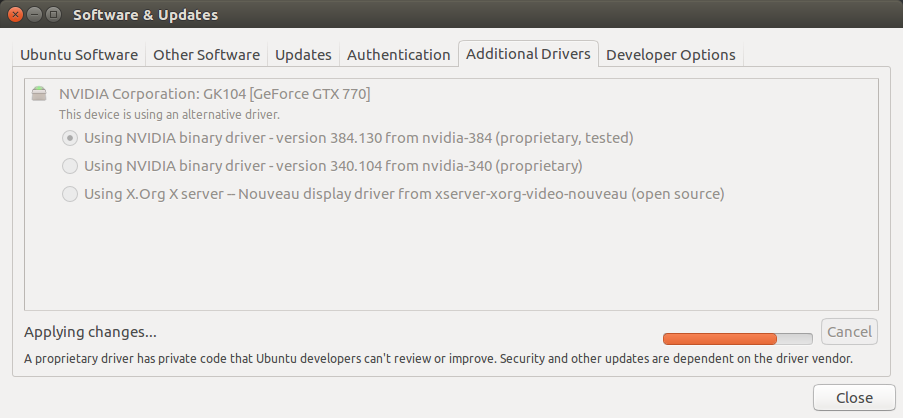 Software & Updates
Ubuntu Software Other Software Updates Authentication Additional Drivers Developer Options
NVIDIA Corporation: GK104 [GeForce GTX 770]
This device is using an alternative driver.
Using NVIDIA binary driver - version 384.130 from nvidia-384 (proprietary, tested)
Using NVIDIA binary driver - version 340.104 from nvidia-340 (proprietary)
Using X.Org X server -- Nouveau display driver from xserver-xorg-video-nouveau (open source)
Applying changes... Cancel
A proprietary driver has private code that Ubuntu developers can't review or improve. Security and other updates are dependent on the driver vendor.
Close